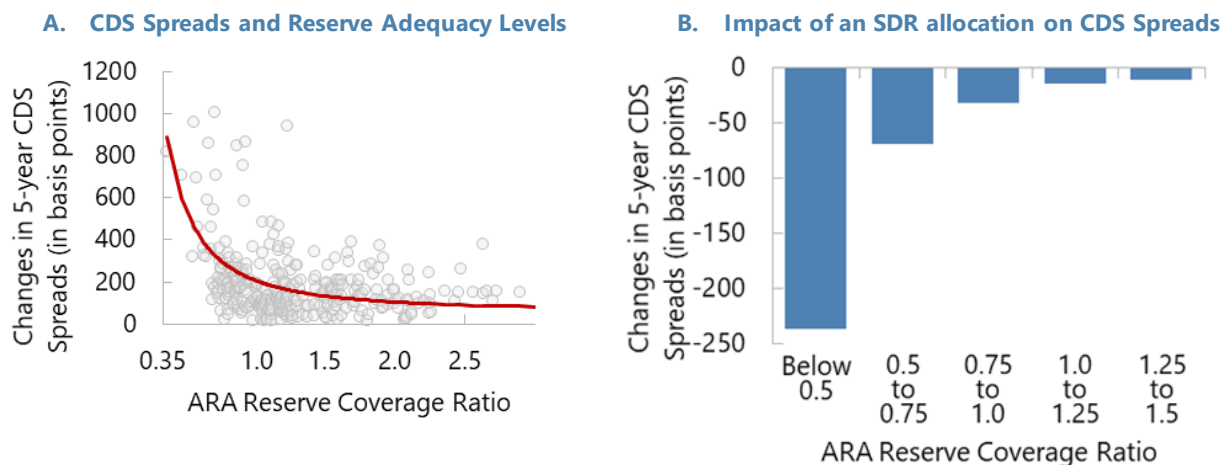 A. CDS Spreads and Reserve Adequacy Levels
Changes in 5-year CDS
Spreads (in basis points)
1200
1000
800
600
400
200
0
0.35 1.0 1.5 2.0 2.5
ARA Reserve Coverage Ratio
B. Impact of an SDR allocation on CDS Spreads
Changes in 5-year CDS
Spreads (in basis points)
0
-50
-100
-150
-200
-250
Below
0.5
0.5
to
0.75
0.75
to
1.0
1.0
to
1.25
1.25
to
1.5
ARA Reserve Coverage Ratio